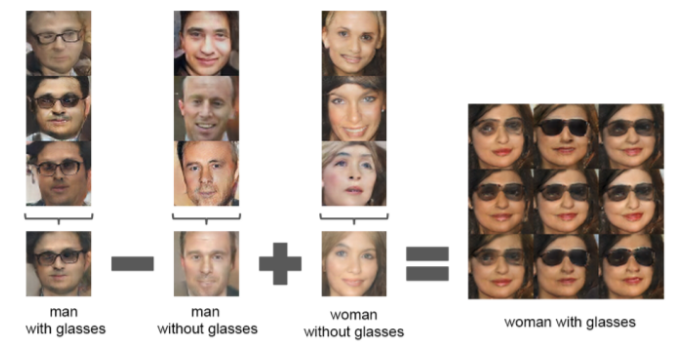 man
with glasses
man
without glasses
woman
without glasses
woman with glasses